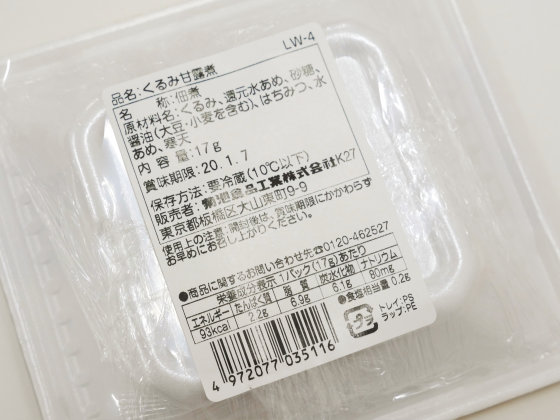 LW-4
品名:くるみ甘露煮
名　　称:佃煮
原材料名:くるみ、還元水あめ、砂糖、
醤油(大豆・小麦を含む)、はちみつ、水
あめ、寒天
内 容 量:17g
賞味期限:20.1.7
保存方法:要冷蔵(10℃以下)
販売者:菊池食品工業株式会社K27
東京都板橋区大山東町9-9
使用上の注意:開封後は、賞味期限にかかわらず
お早めにお召し上がりください。
●商品に関するお問い合わせ先☎0120-462527
栄養成分表示 1パック(17g)あたり
エネルギー たんぱく質 脂質 炭水化物 ナトリウム
93kcal 2.2g 6.9g 6.1g 80mg
●食塩相当量 0.2g
プラ
トレイ:PS
ラップ:PE
4 972077 035116